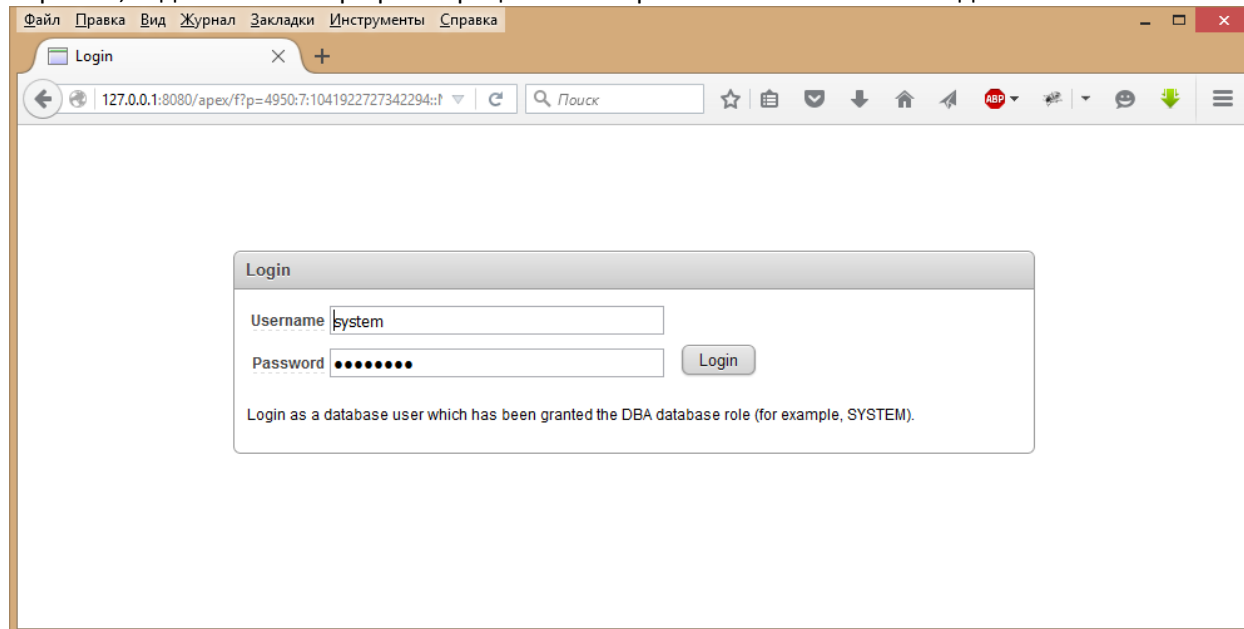 Файл Правка Вид Журнал Закладки Инструменты Справка
Login
127.0.0.1:8080/apex/f?p=4950:7:1041922727342294::
Поиск
ABP
Login
Username system
Password ●●●●●●●●
Login
Login as a database user which has been granted the DBA database role (for example, SYSTEM).